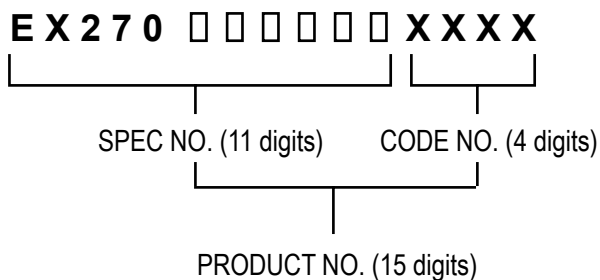 EX270 □□□□□□ XXXX
SPEC NO. (11 digits) CODE NO. (4 digits)
PRODUCT NO. (15 digits)